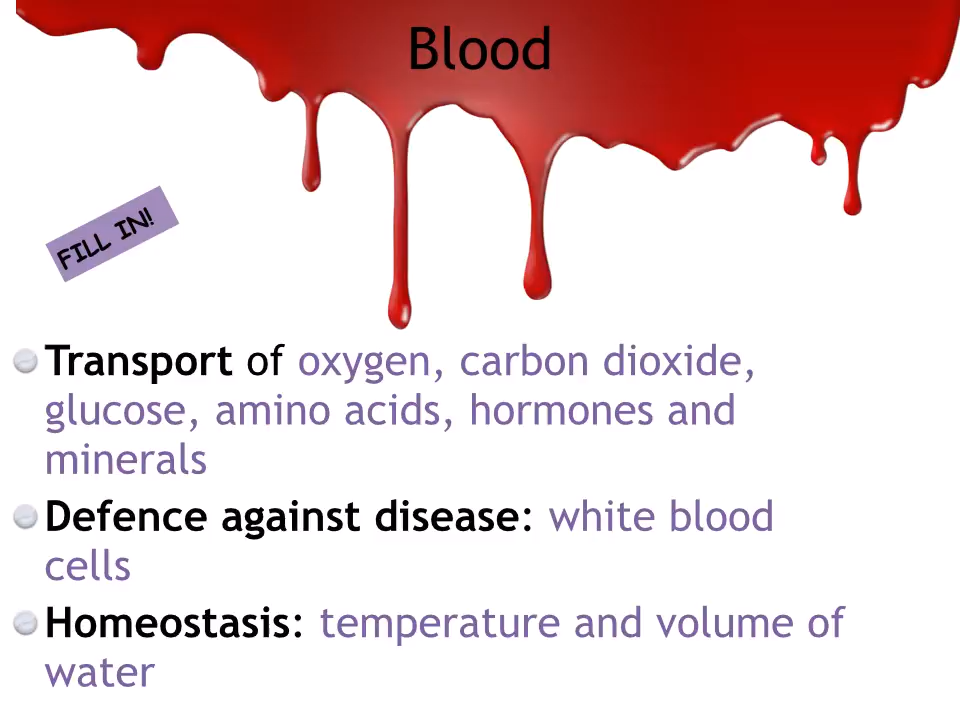 Blood
FILL IN!
Transport of oxygen, carbon dioxide,
glucose, amino acids, hormones and
minerals
Defence against disease: white blood
cells
Homeostasis: temperature and volume of
water